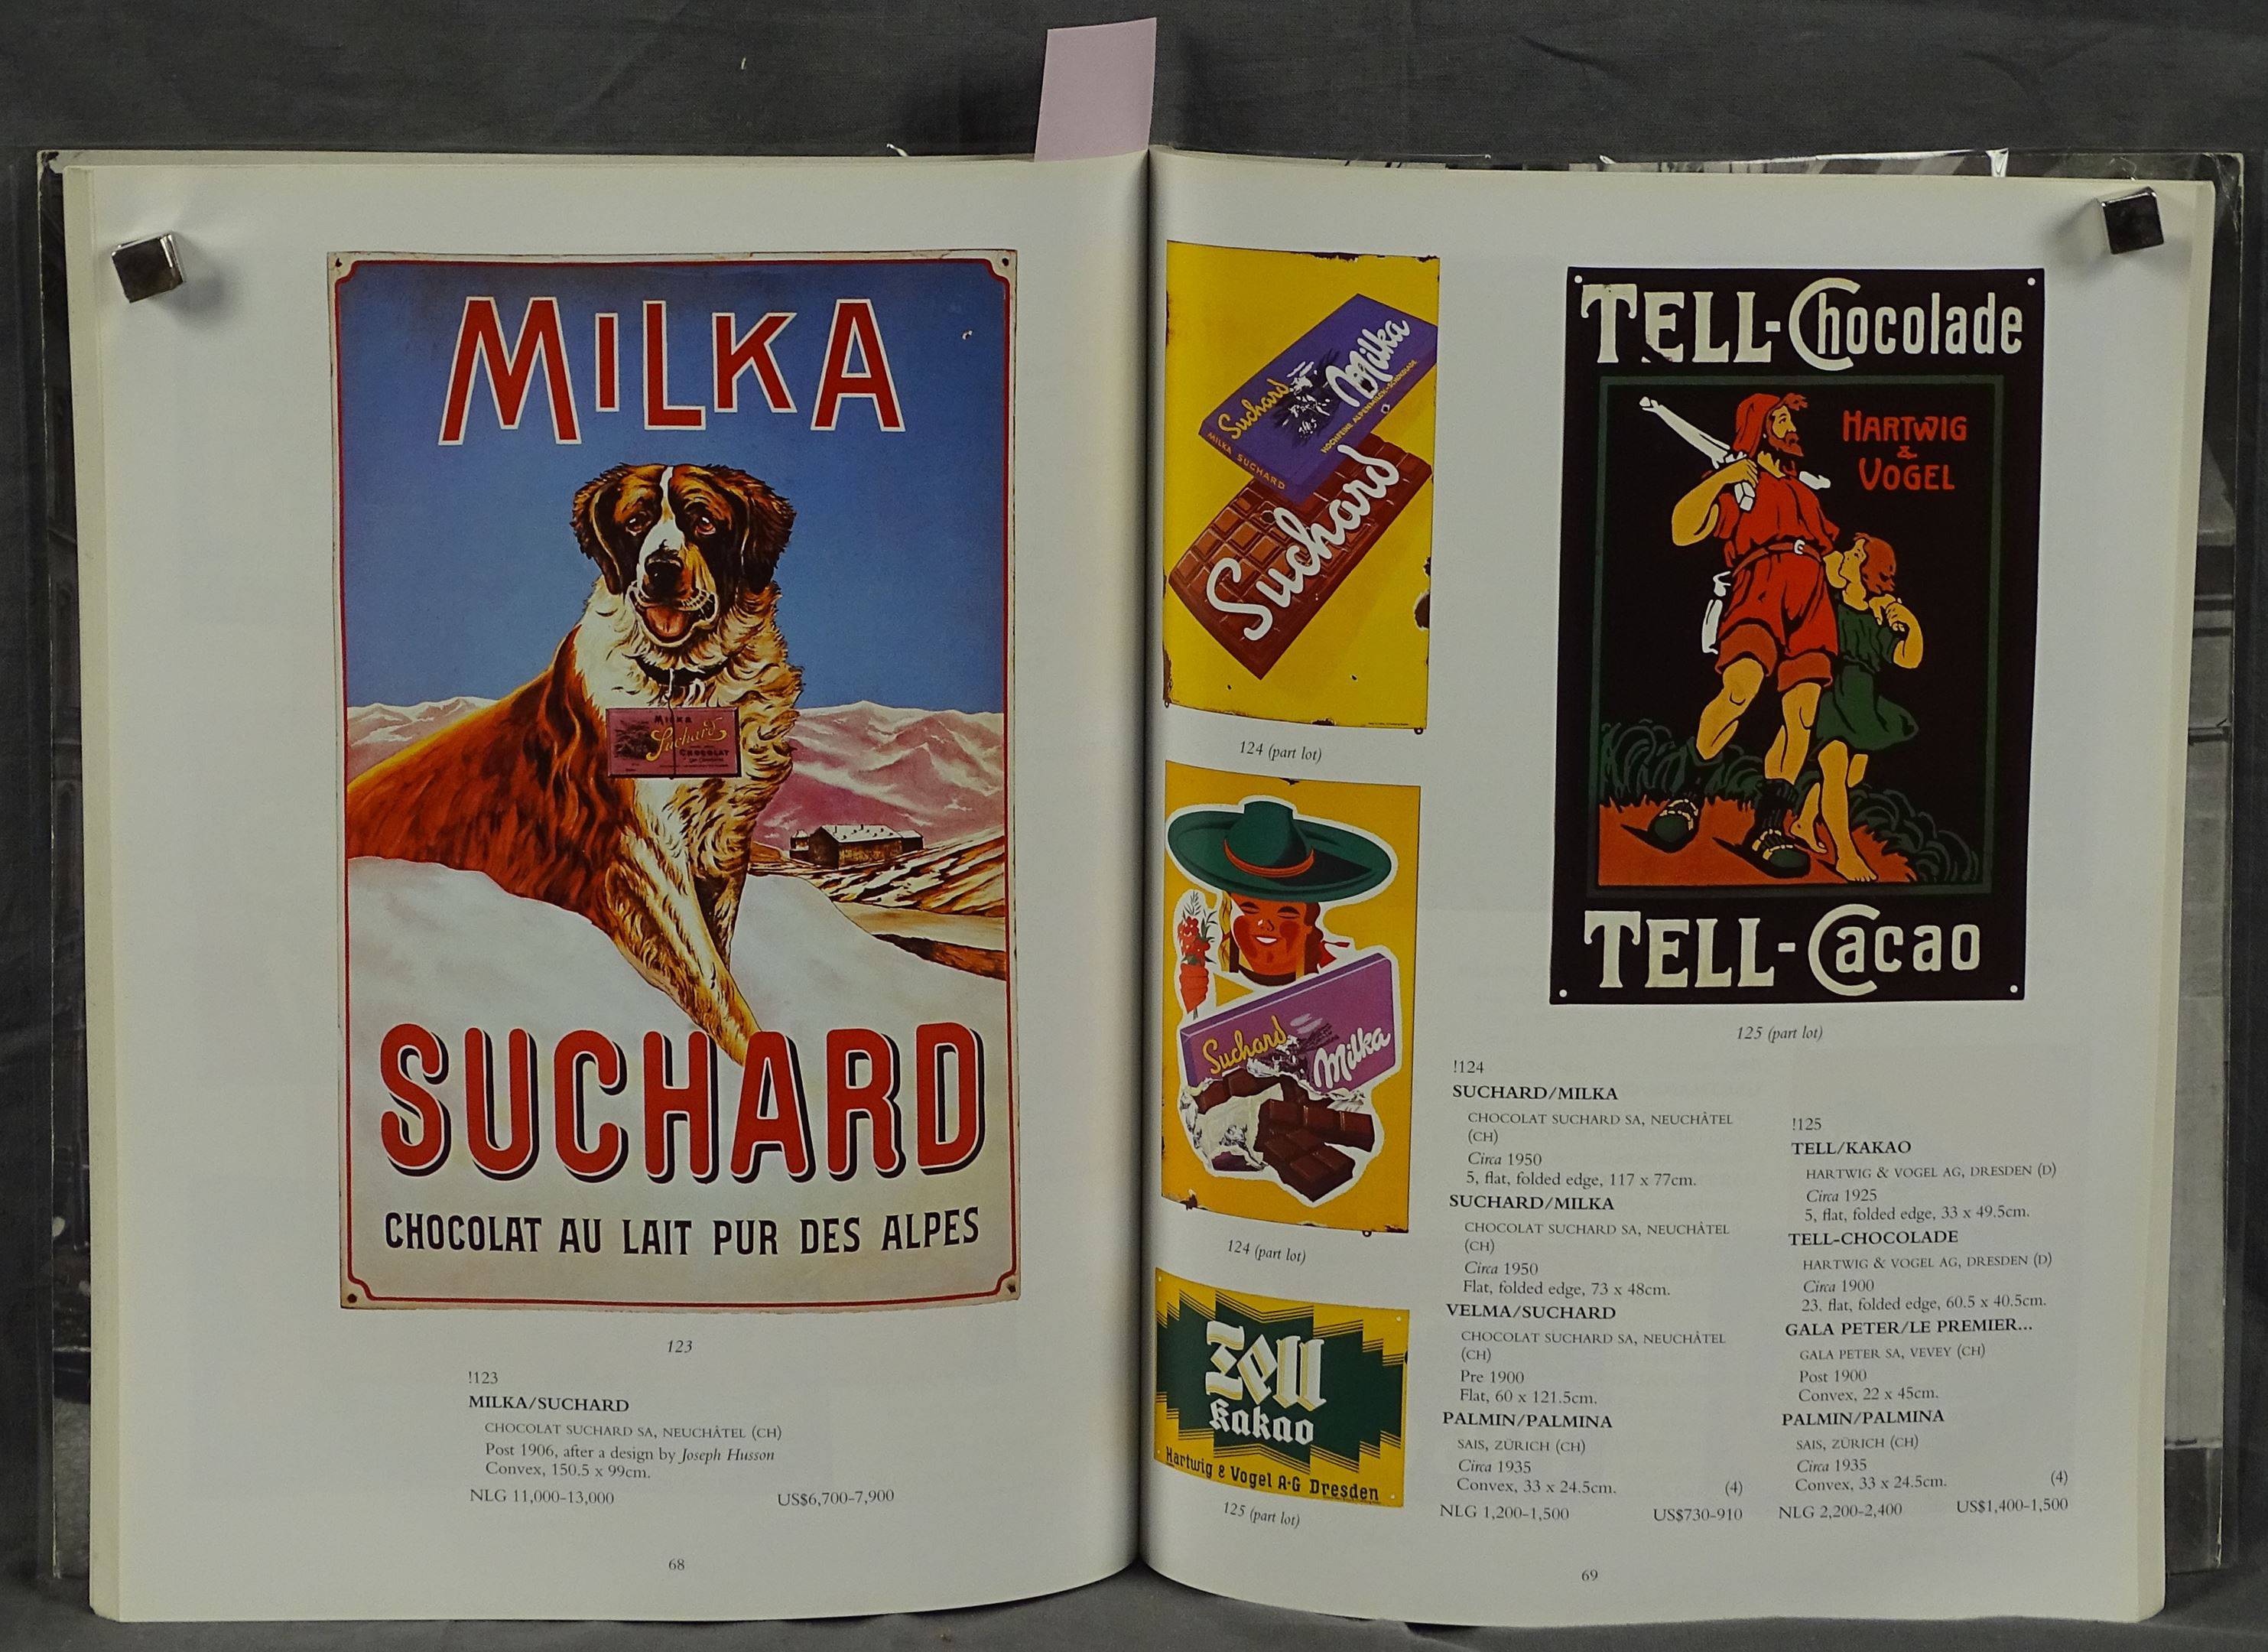 MILKA
MILKA
Suchard
CHOCOLAT
SUCHARD
CHOCOLAT AU LAIT PUR DES ALPES
123
!123
MILKA/SUCHARD
CHOCOLAT SUCHARD SA, NEUCHÂTEL (CH)
Post 1906, after a design by Joseph Husson
Convex, 150.5 x 99cm.
NLG 11,000-13,000 US$6,700-7,900
68
Suchard Milka
MILKA SUCHARD HOCHFEINE ALPENMILCH-SCHOKOLADE
Suchard
124 (part lot)
Suchard Milka
124 (part lot)
Tell
Kakao
Hartwig & Vogel A-G Dresden
125 (part lot)
TELL-Chocolade
HARTWIG
&
VOGEL
TELL-Cacao
125 (part lot)
!124
SUCHARD/MILKA
CHOCOLAT SUCHARD SA, NEUCHÂTEL
(CH)
Circa 1950
5, flat, folded edge, 117 x 77cm.
SUCHARD/MILKA
CHOCOLAT SUCHARD SA, NEUCHÂTEL
(CH)
Circa 1950
Flat, folded edge, 73 x 48cm.
VELMA/SUCHARD
CHOCOLAT SUCHARD SA, NEUCHÂTEL
(CH)
Pre 1900
Flat, 60 x 121.5cm.
PALMIN/PALMINA
SAIS, ZÜRICH (CH)
Circa 1935
Convex, 33 x 24.5cm. (4)
NLG 1,200-1,500 US$730-910
!125
TELL/KAKAO
HARTWIG & VOGEL AG, DRESDEN (D)
Circa 1925
5, flat, folded edge, 33 x 49.5cm.
TELL-CHOCOLADE
HARTWIG & VOGEL AG, DRESDEN (D)
Circa 1900
23. flat, folded edge, 60.5 x 40.5cm.
GALA PETER/LE PREMIER...
GALA PETER SA, VEVEY (CH)
Post 1900
Convex, 22 x 45cm.
PALMIN/PALMINA
SAIS, ZÜRICH (CH)
Circa 1935
Convex, 33 x 24.5cm. (4)
NLG 2,200-2,400 US$1,400-1,500
69